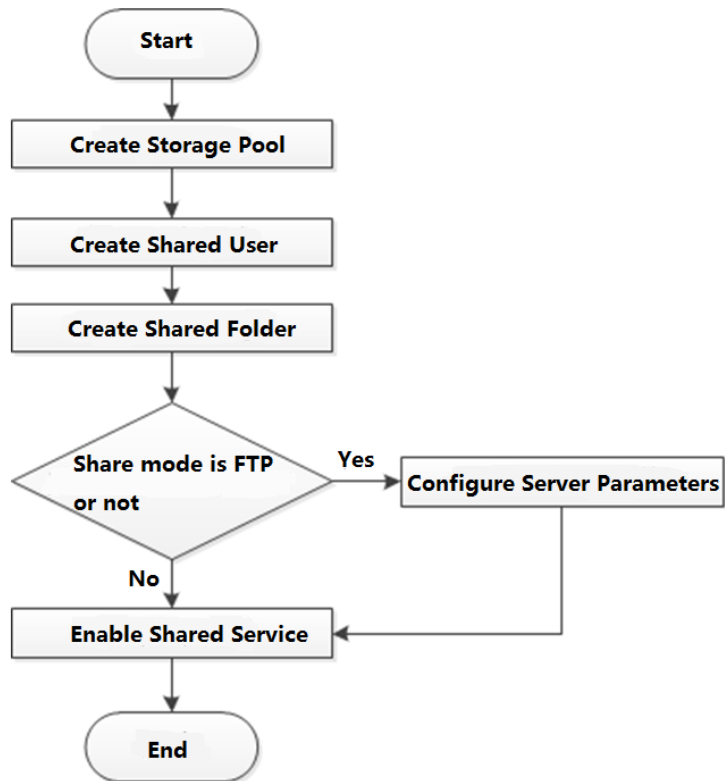 Start
Create Storage Pool
Create Shared User
Create Shared Folder
Share mode is FTP
or not
Yes
Configure Server Parameters
No
Enable Shared Service
End